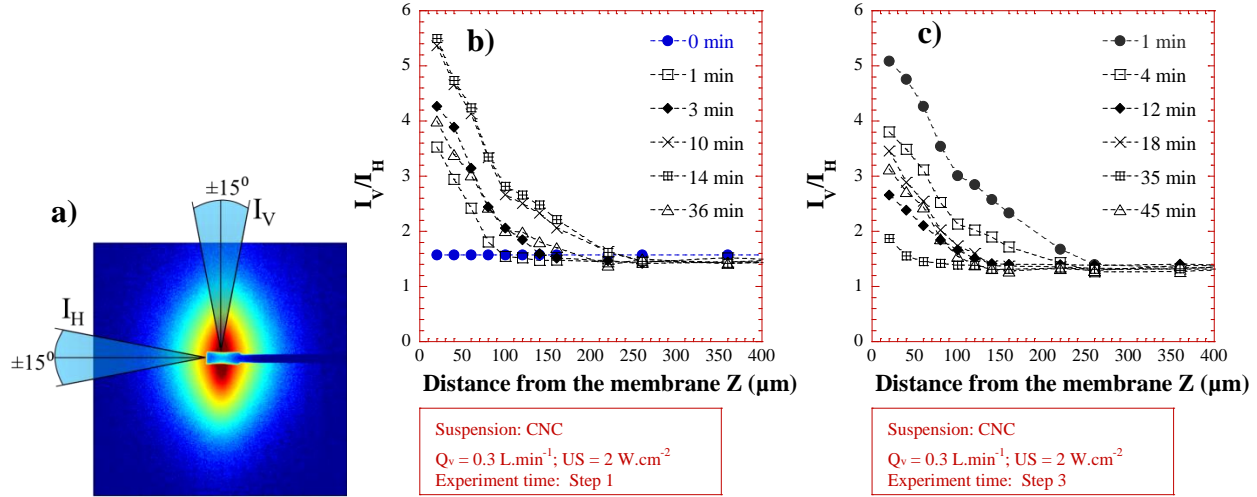 a)
±15⁰
I_V
I_H
±15⁰
b)
6
5
4
3
2
1
0
I_V/I_H
0 min
1 min
3 min
10 min
14 min
36 min
0 50 100 150 200 250 300 350 400
Distance from the membrane Z (μm)
Suspension: CNC
Q_v = 0.3 L.min⁻¹; US = 2 W.cm⁻²
Experiment time: Step 1
c)
6
5
4
3
2
1
0
I_V/I_H
1 min
4 min
12 min
18 min
35 min
45 min
0 50 100 150 200 250 300 350 400
Distance from the membrane Z (μm)
Suspension: CNC
Q_v = 0.3 L.min⁻¹; US = 2 W.cm⁻²
Experiment time: Step 3